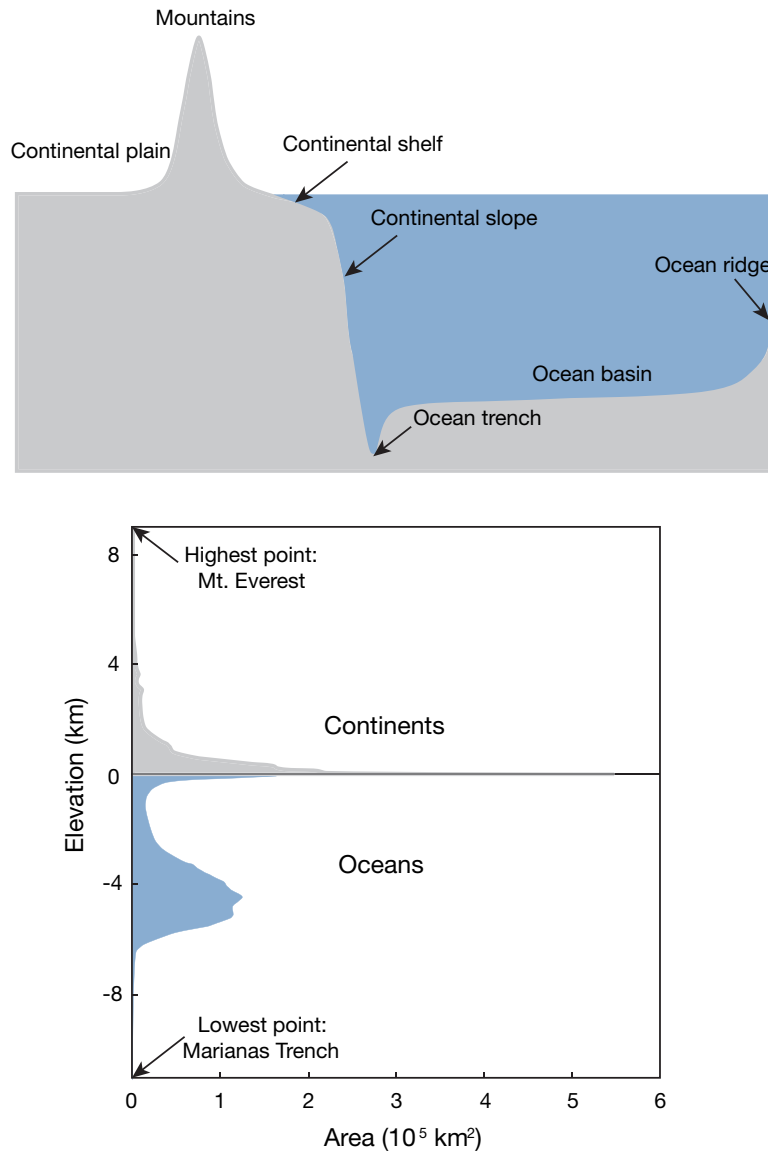 Mountains
Continental plain
Continental shelf
Continental slope
Ocean ridge
Ocean basin
Ocean trench
8
Highest point:
Mt. Everest
4
Continents
Elevation (km)
0
Oceans
-4
-8
Lowest point:
Marianas Trench
0 1 2 3 4 5 6
Area (10⁵ km²)